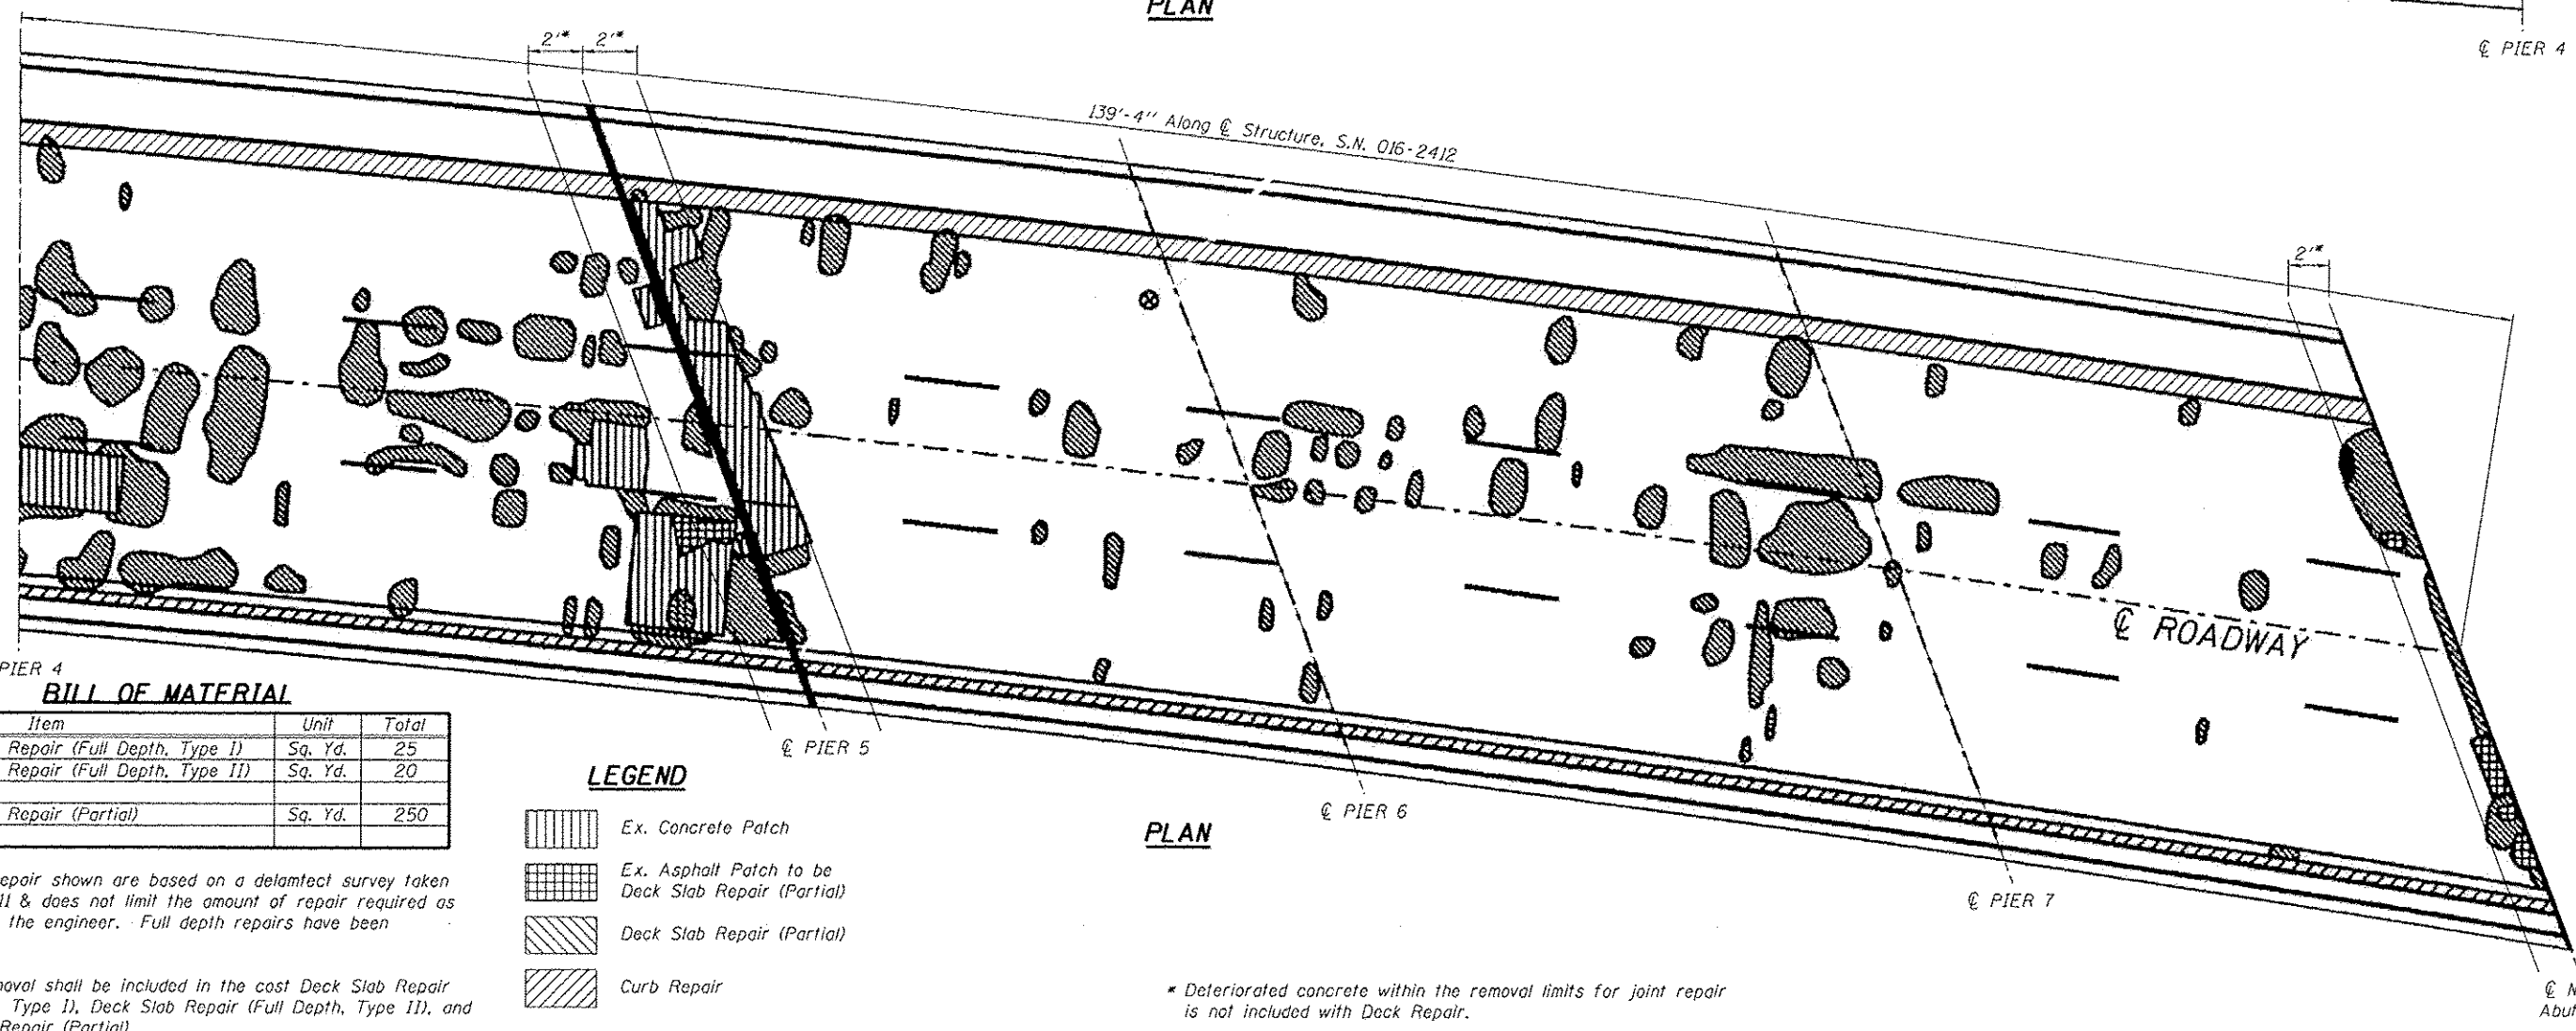 PLAN
℄ PIER 4
2'* 2'*
139'-4" Along ℄ Structure, S.N. 016-2412
2'*
℄ ROADWAY
PIER 4
℄ PIER 5
℄ PIER 6
℄ PIER 7
℄ N
Abut
BILL OF MATERIAL
Item Unit Total
Repair (Full Depth, Type I) Sq. Yd. 25
Repair (Full Depth, Type II) Sq. Yd. 20
Repair (Partial) Sq. Yd. 250
epair shown are based on a delamtect survey taken
11 & does not limit the amount of repair required as
the engineer. Full depth repairs have been
noval shall be included in the cost Deck Slab Repair
Type I), Deck Slab Repair (Full Depth, Type II), and
Repair (Partial)
LEGEND
Ex. Concrete Patch
Ex. Asphalt Patch to be
Deck Slab Repair (Partial)
Deck Slab Repair (Partial)
Curb Repair
PLAN
* Deteriorated concrete within the removal limits for joint repair
is not included with Deck Repair.